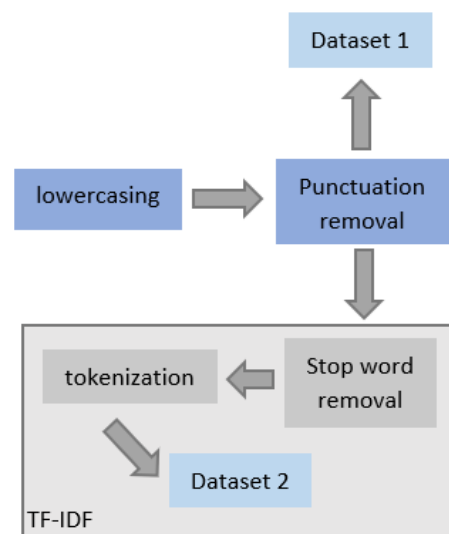 Dataset 1
lowercasing
Punctuation
removal
Stop word
removal
tokenization
Dataset 2
TF-IDF